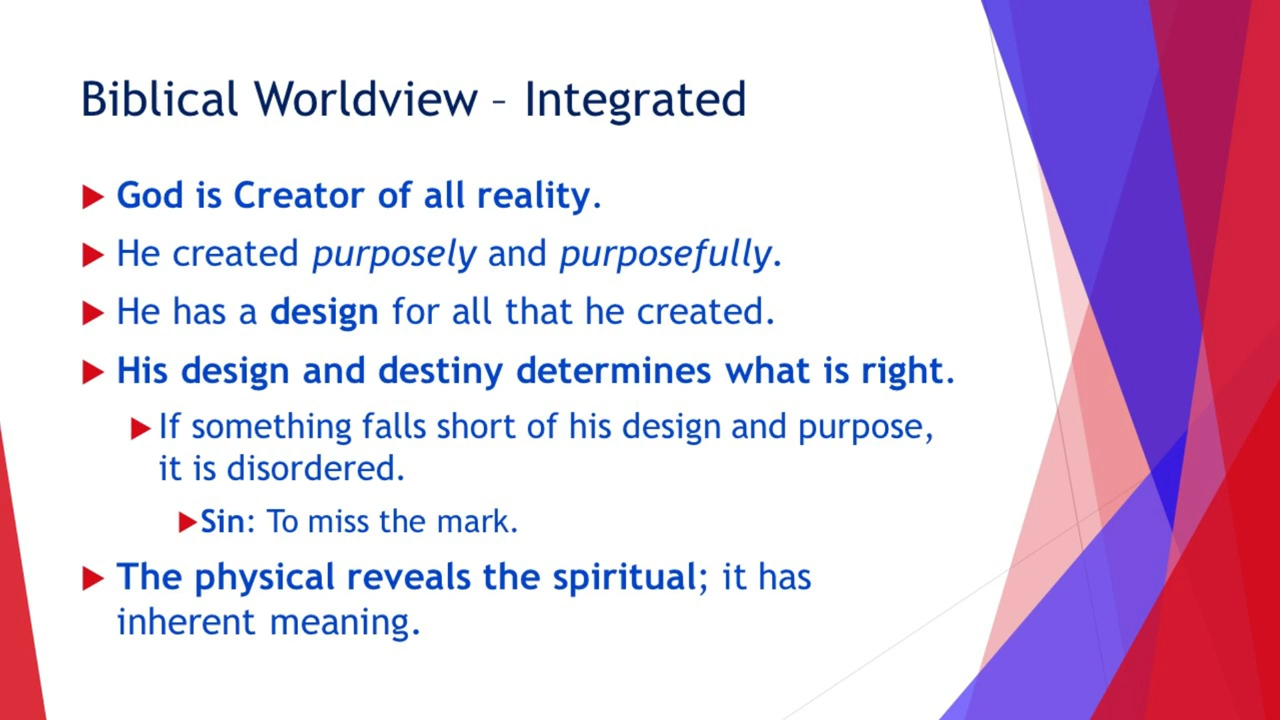 Biblical Worldview – Integrated
God is Creator of all reality.
He created purposely and purposefully.
He has a design for all that he created.
His design and destiny determines what is right.
If something falls short of his design and purpose,
it is disordered.
Sin: To miss the mark.
The physical reveals the spiritual; it has
inherent meaning.